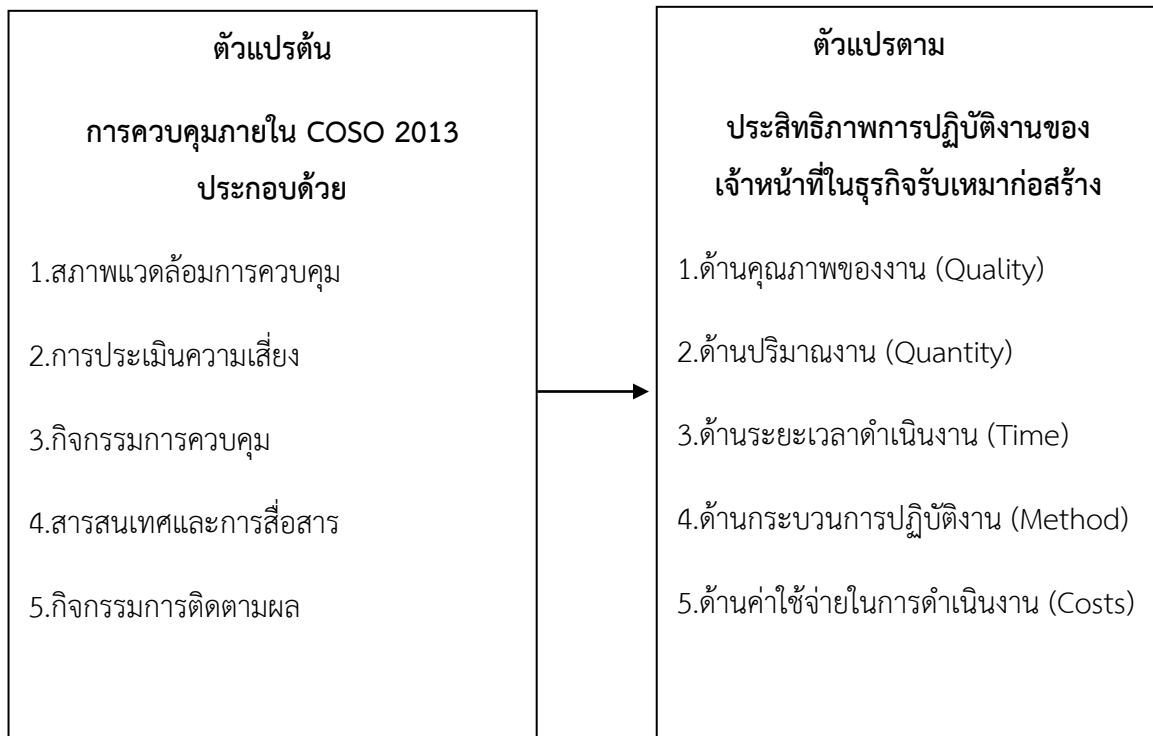 ตัวแปรต้น
การควบคุมภายใน COSO 2013
ประกอบด้วย
1.สภาพแวดล้อมการควบคุม
2.การประเมินความเสี่ยง
3.กิจกรรมการควบคุม
4.สารสนเทศและการสื่อสาร
5.กิจกรรมการติดตามผล
ตัวแปรตาม
ประสิทธิภาพการปฏิบัติงานของ
เจ้าหน้าที่ในธุรกิจรับเหมาก่อสร้าง
1.ด้านคุณภาพของงาน (Quality)
2.ด้านปริมาณงาน (Quantity)
3.ด้านระยะเวลาดำเนินงาน (Time)
4.ด้านกระบวนการปฏิบัติงาน (Method)
5.ด้านค่าใช้จ่ายในการดำเนินงาน (Costs)